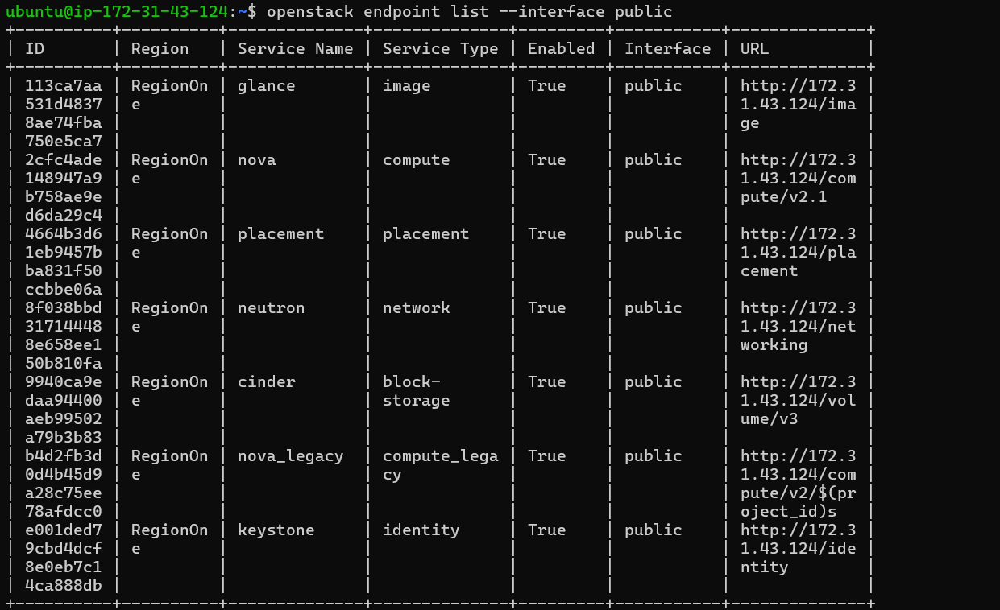 ubuntu@ip-172-31-43-124:~$ openstack endpoint list --interface public
+----------+----------+--------------+-------------+---------+-----------+--------------+
| ID       | Region   | Service Name | Service Type | Enabled | Interface | URL          |
+----------+----------+--------------+-------------+---------+-----------+--------------+
| 113ca7aa | RegionOn | glance       | image        | True    | public    | http://172.3 |
| 531d4837 | e        |              |              |         |           | 1.43.124/ima |
| 8ae74fba |          |              |              |         |           | ge           |
| 750e5ca7 |          |              |              |         |           |              |
| 2cfc4ade | RegionOn | nova         | compute      | True    | public    | http://172.3 |
| 148947a9 | e        |              |              |         |           | 1.43.124/com |
| b758ae9e |          |              |              |         |           | pute/v2.1    |
| d6da29c4 |          |              |              |         |           |              |
| 4664b3d6 | RegionOn | placement    | placement    | True    | public    | http://172.3 |
| 1eb9457b | e        |              |              |         |           | 1.43.124/pla |
| ba831f50 |          |              |              |         |           | cement       |
| ccbbe06a |          |              |              |         |           |              |
| 8f038bbd | RegionOn | neutron      | network      | True    | public    | http://172.3 |
| 31714448 | e        |              |              |         |           | 1.43.124/net |
| 8e658ee1 |          |              |              |         |           | working      |
| 50b810fa |          |              |              |         |           |              |
| 9940ca9e | RegionOn | cinder       | block-       | True    | public    | http://172.3 |
| daa94400 | e        |              | storage      |         |           | 1.43.124/vol |
| aeb99502 |          |              |              |         |           | ume/v3       |
| a79b3b83 |          |              |              |         |           |              |
| b4d2fb3d | RegionOn | nova_legacy  | compute_lega | True    | public    | http://172.3 |
| 0d4b45d9 | e        |              | cy           |         |           | 1.43.124/com |
| a28c75ee |          |              |              |         |           | pute/v2/$(pr |
| 78afdcc0 |          |              |              |         |           | oject_id)s   |
| e001ded7 | RegionOn | keystone     | identity     | True    | public    | http://172.3 |
| 9cbd4dcf | e        |              |              |         |           | 1.43.124/ide |
| 8e0eb7c1 |          |              |              |         |           | ntity        |
| 4ca888db |          |              |              |         |           |              |
+----------+----------+--------------+-------------+---------+-----------+--------------+